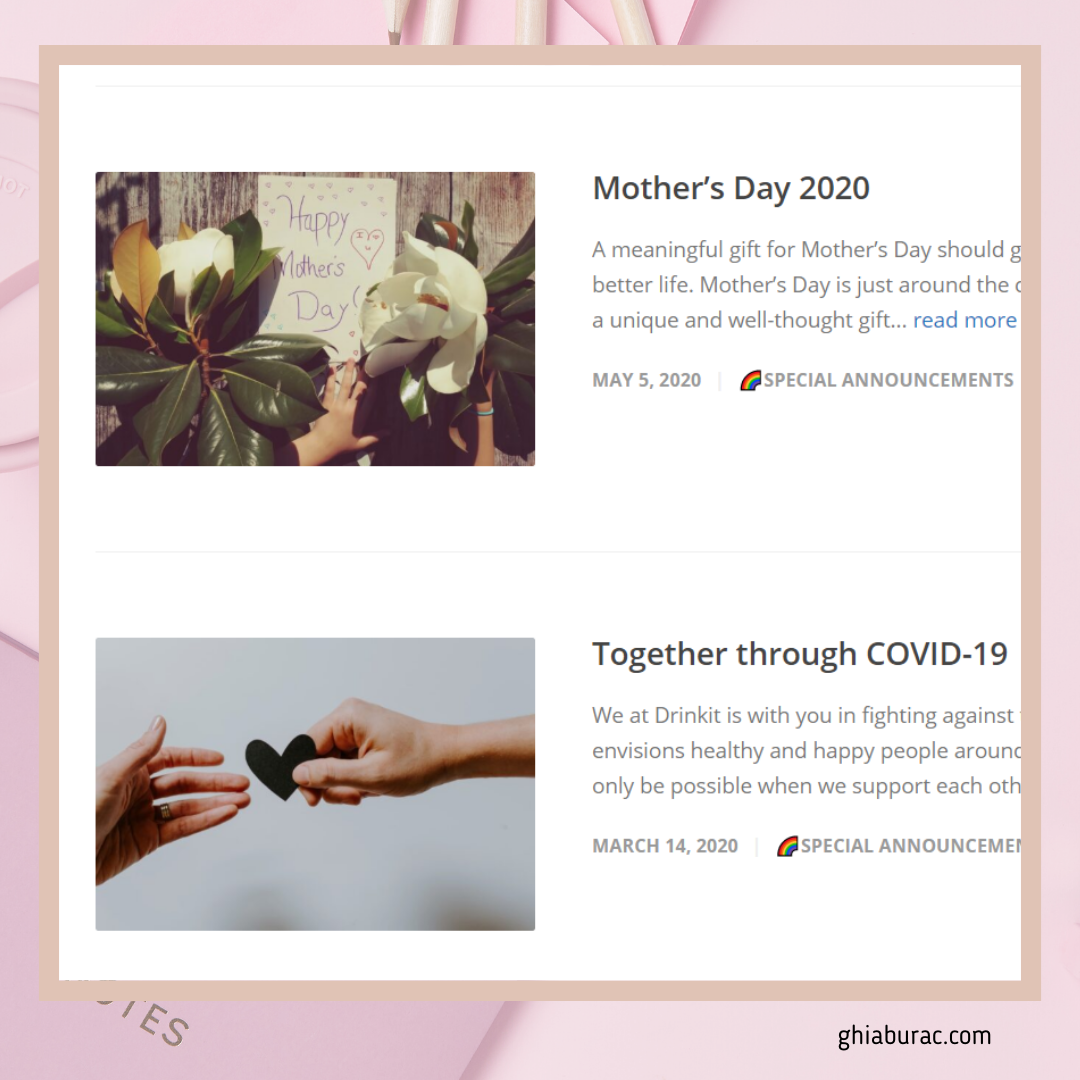 Happy
I
U
Mother's
Day!
Mother's Day 2020
A meaningful gift for Mother's Day should g
better life. Mother's Day is just around the
a unique and well-thought gift... read more
MAY 5, 2020 | 🌈SPECIAL ANNOUNCEMENTS
Together through COVID-19
We at Drinkit is with you in fighting against
envisions healthy and happy people around
only be possible when we support each oth
MARCH 14, 2020 | 🌈SPECIAL ANNOUNCEMEN
OTES
ghiaburac.com